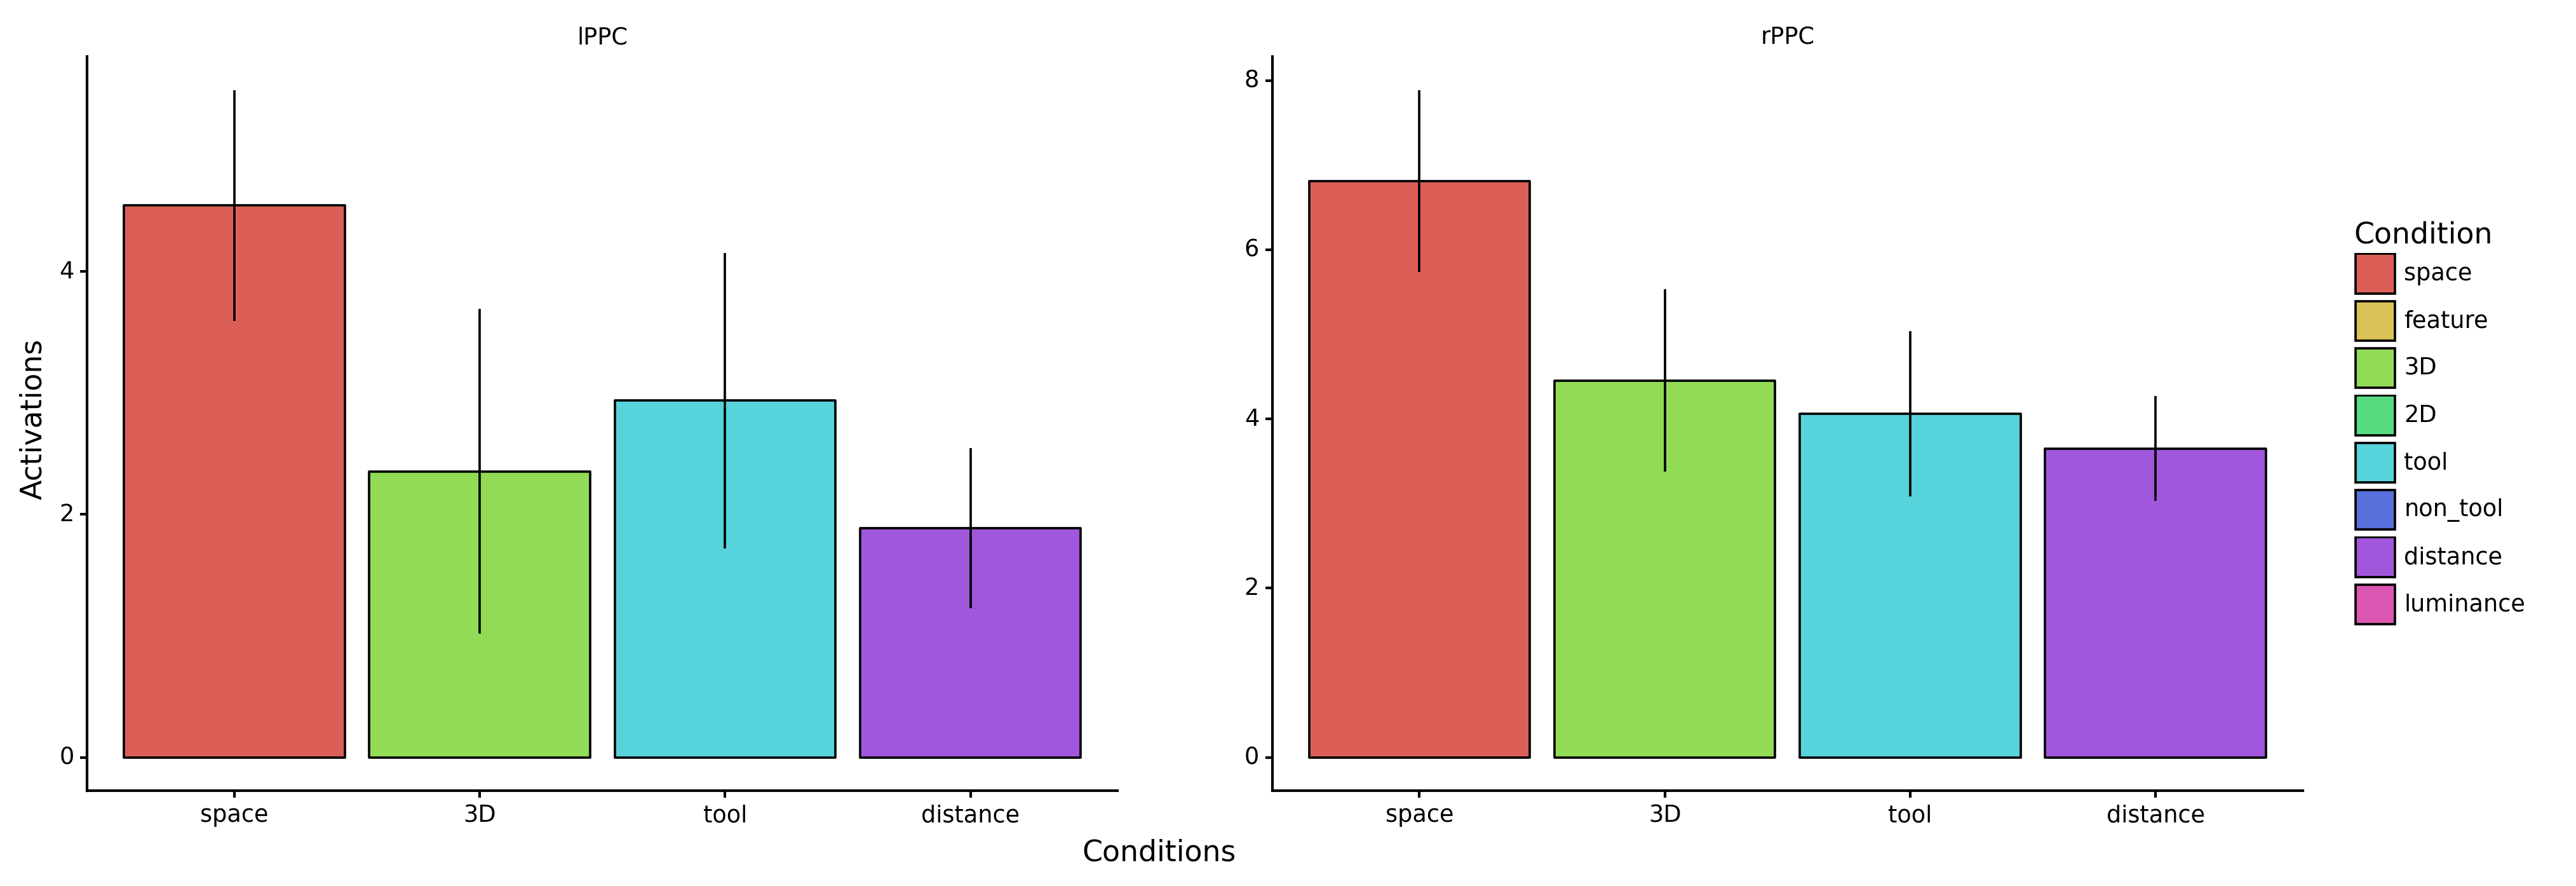 lPPC
rPPC
Activations
4
2
0
8
6
4
2
0
space 3D tool distance
space 3D tool distance
Conditions
Condition
space
feature
3D
2D
tool
non_tool
distance
luminance